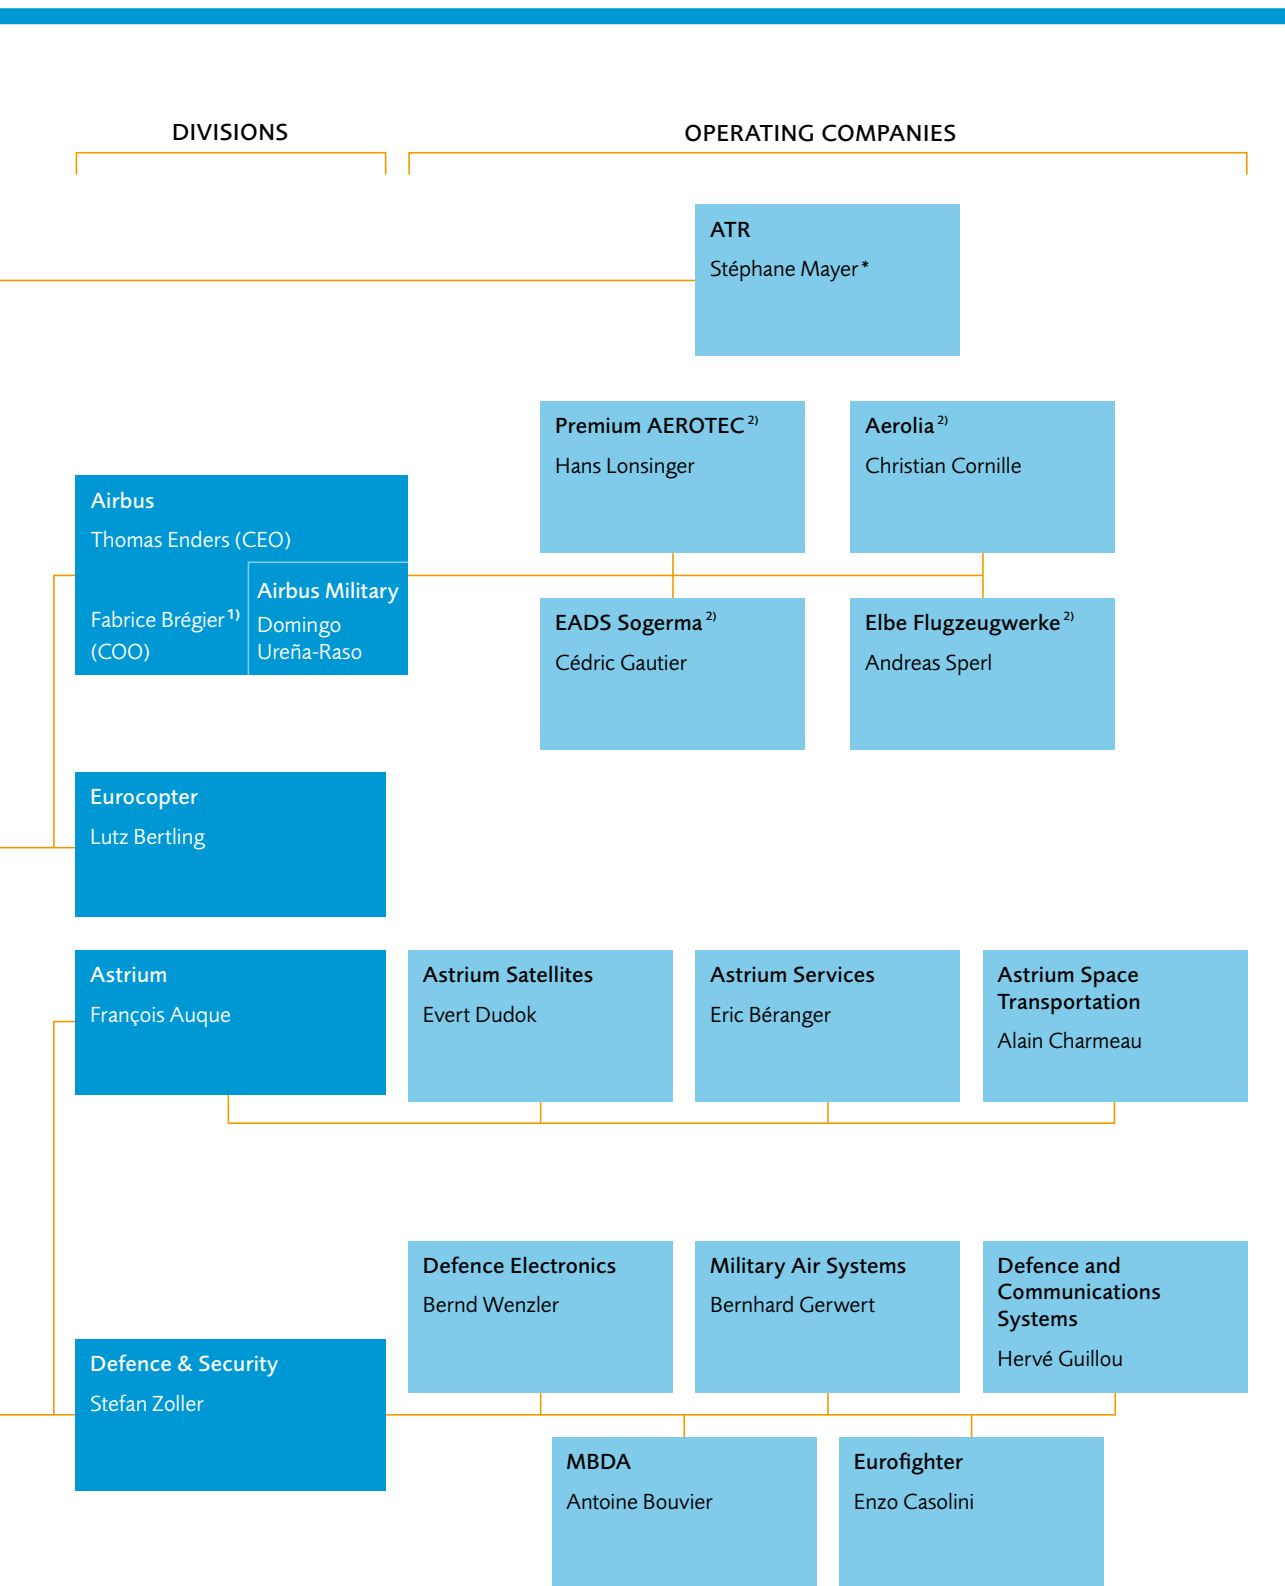 DIVISIONS
OPERATING COMPANIES
ATR
Stéphane Mayer*
Premium AEROTEC 2)
Hans Lonsinger
Aerolia 2)
Christian Cornille
Airbus
Thomas Enders (CEO)
Fabrice Brégier 1)
(COO)
Airbus Military
Domingo
Ureña-Raso
EADS Sogerma 2)
Cédric Gautier
Elbe Flugzeugwerke 2)
Andreas Sperl
Eurocopter
Lutz Bertling
Astrium
François Auque
Astrium Satellites
Evert Dudok
Astrium Services
Eric Béranger
Astrium Space
Transportation
Alain Charmeau
Defence & Security
Stefan Zoller
Defence Electronics
Bernd Wenzler
Military Air Systems
Bernhard Gerwert
Defence and
Communications
Systems
Hervé Guillou
MBDA
Antoine Bouvier
Eurofighter
Enzo Casolini